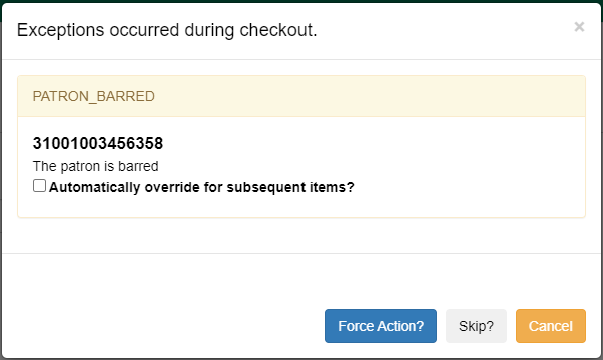 Exceptions occurred during checkout.
×
PATRON_BARRED
31001003456358
The patron is barred
Automatically override for subsequent items?
Force Action?
Skip?
Cancel